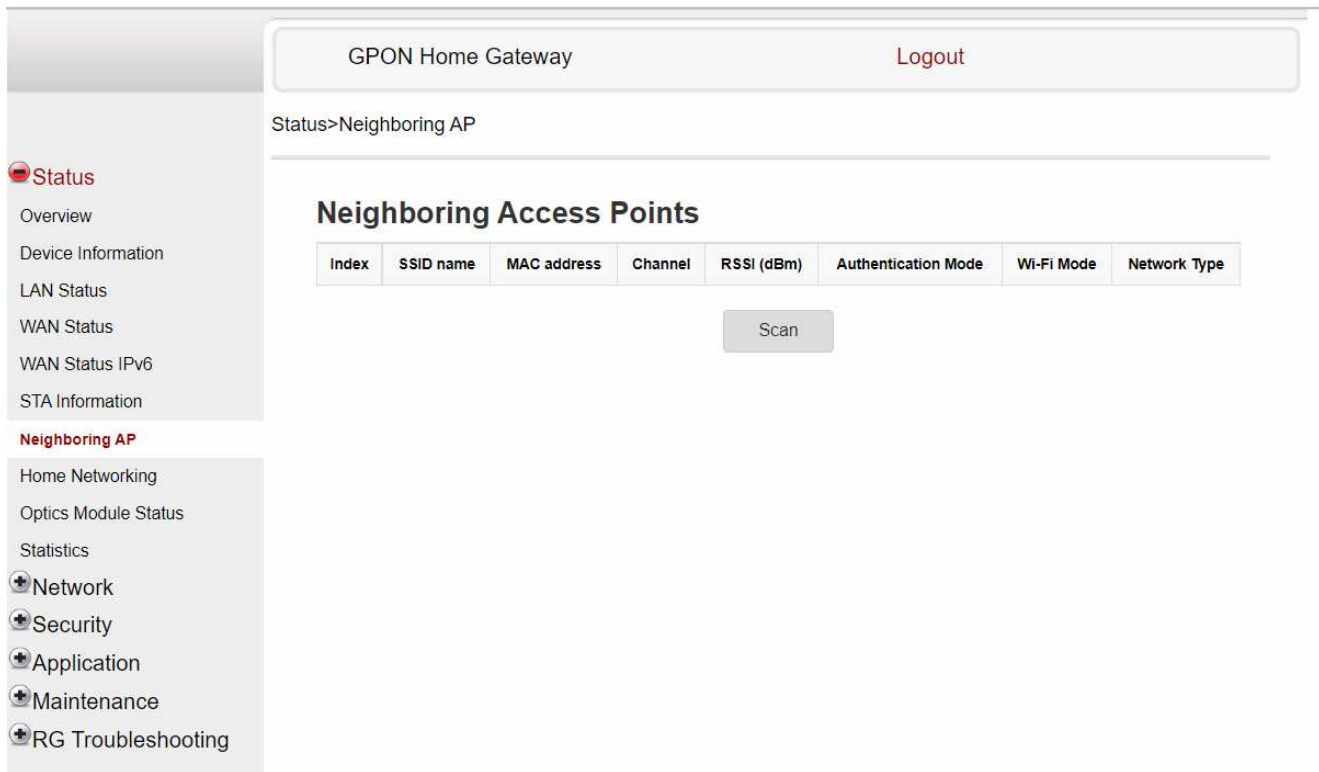 GPON Home Gateway Logout
Status>Neighboring AP
Status
Overview
Device Information
LAN Status
WAN Status
WAN Status IPv6
STA Information
Neighboring AP
Home Networking
Optics Module Status
Statistics
Network
Security
Application
Maintenance
RG Troubleshooting
Neighboring Access Points
Index SSID name MAC address Channel RSSI (dBm) Authentication Mode Wi-Fi Mode Network Type
Scan